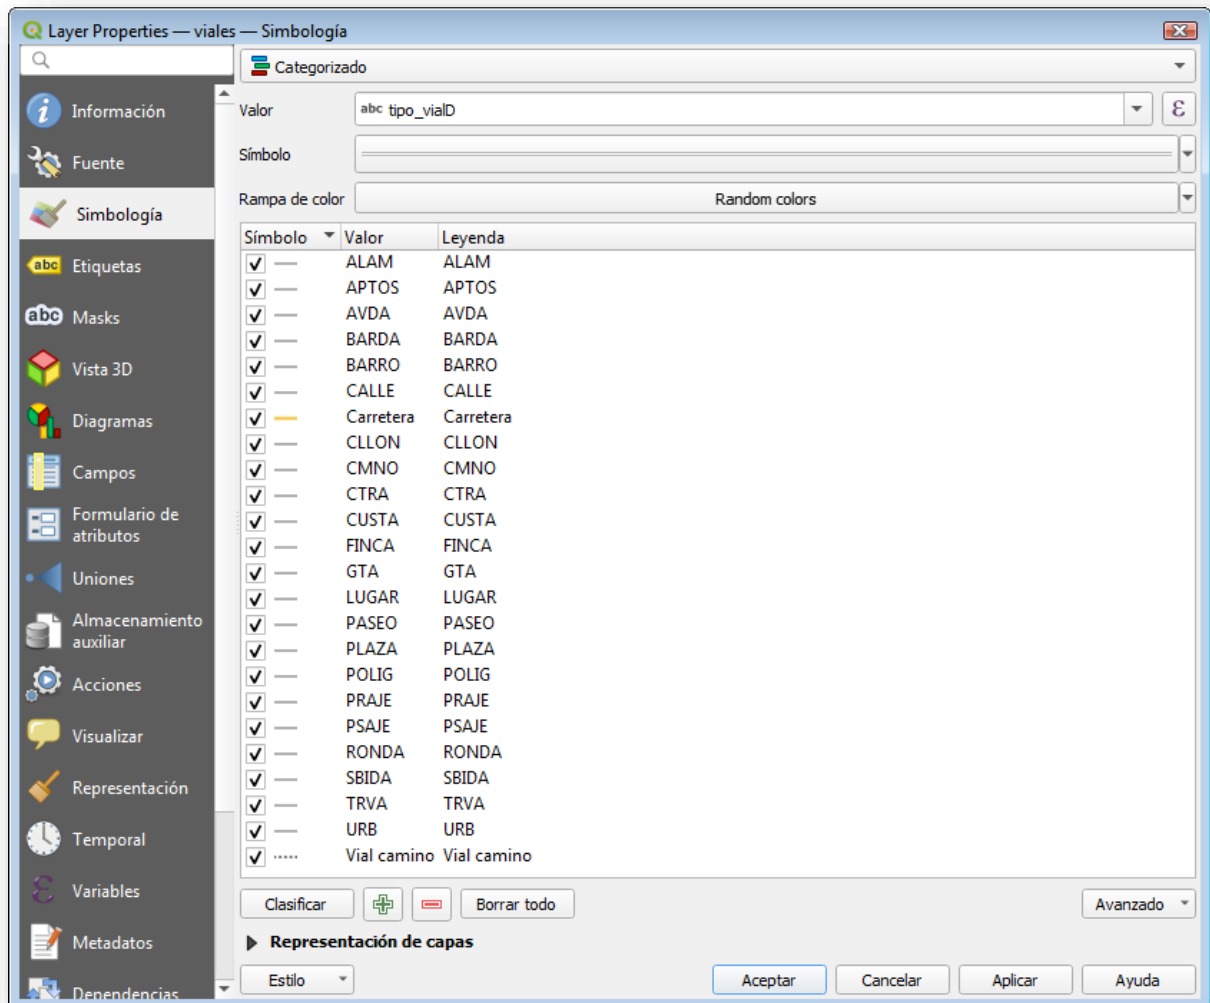 Layer Properties — viales — Simbología
Categorizado
Información
Fuente
Simbología
abc Etiquetas
abc Masks
Vista 3D
Diagramas
Campos
Formulario de
atributos
Uniones
Almacenamiento
auxiliar
Acciones
Visualizar
Representación
Temporal
Variables
Metadatos
Dependencias
Valor abc tipo_vialD ε
Símbolo
Rampa de color Random colors
Símbolo Valor Leyenda
ALAM ALAM
APTOS APTOS
AVDA AVDA
BARDA BARDA
BARRO BARRO
CALLE CALLE
Carretera Carretera
CLLON CLLON
CMNO CMNO
CTRA CTRA
CUSTA CUSTA
FINCA FINCA
GTA GTA
LUGAR LUGAR
PASEO PASEO
PLAZA PLAZA
POLIG POLIG
PRAJE PRAJE
PSAJE PSAJE
RONDA RONDA
SBIDA SBIDA
TRVA TRVA
URB URB
Vial camino Vial camino
Clasificar Borrar todo Avanzado
Representación de capas
Estilo Aceptar Cancelar Aplicar Ayuda